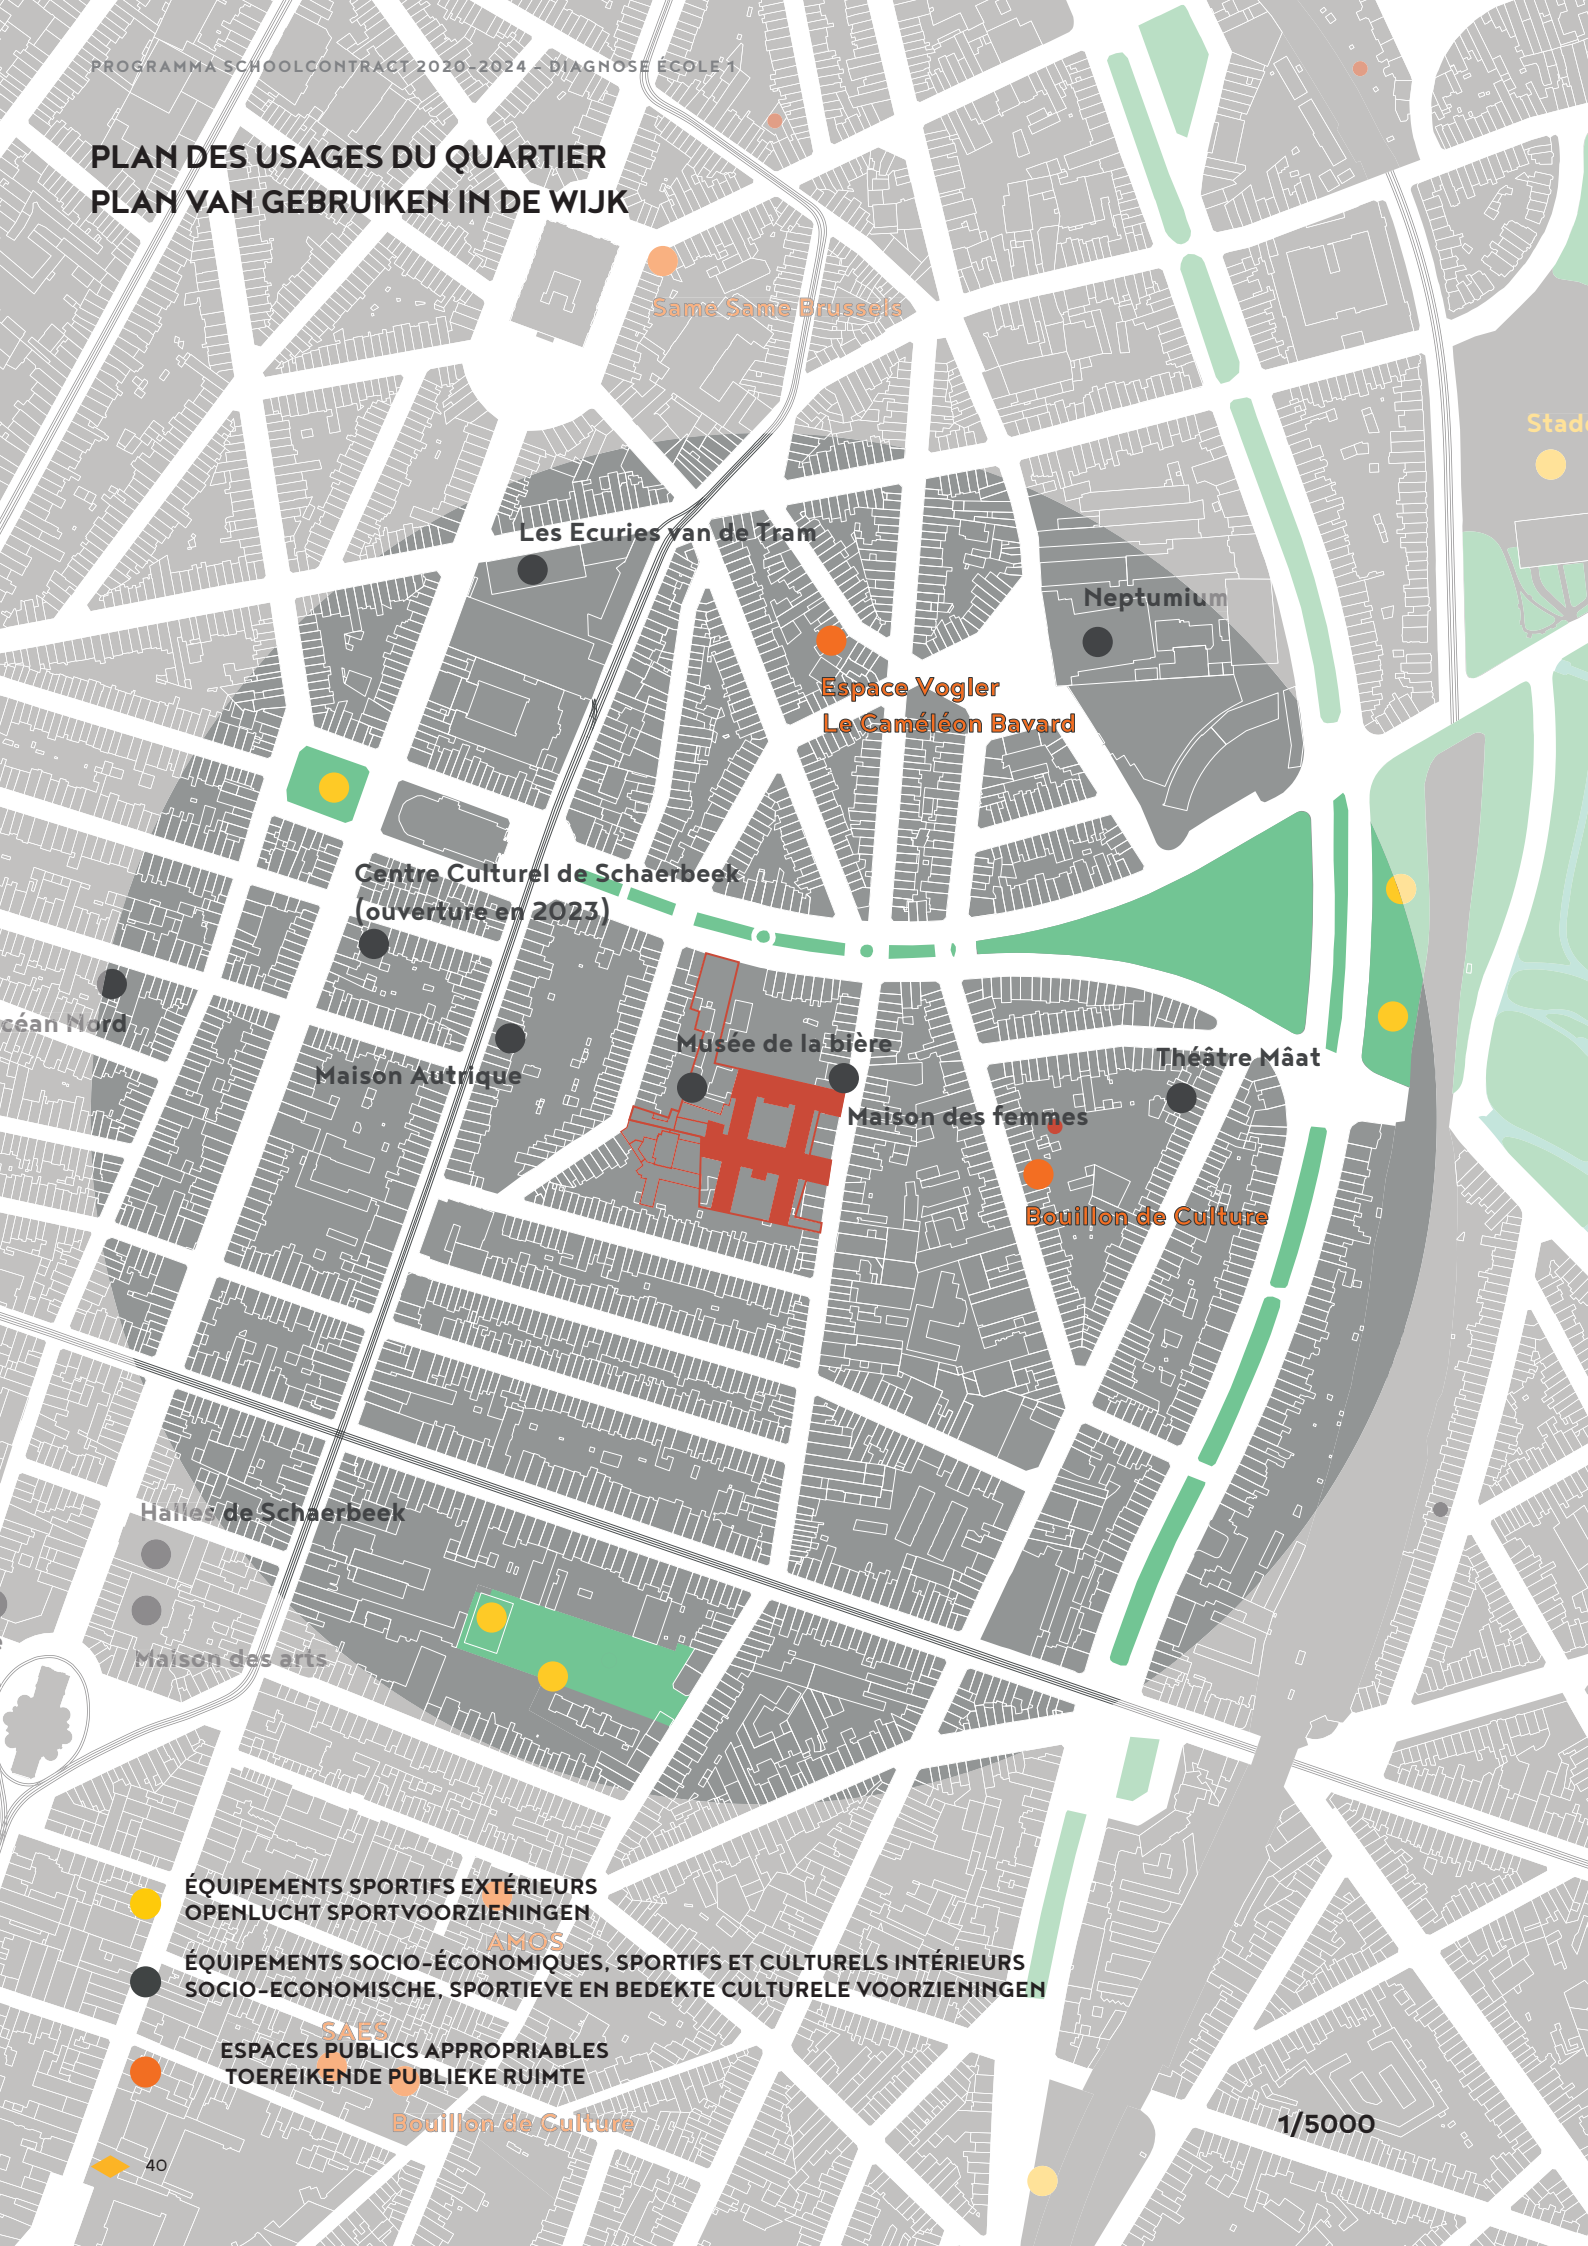 PROGRAMMA SCHOOLCONTRACT 2020-2024 - DIAGNOSE ÉCOLE 1
PLAN DES USAGES DU QUARTIER
PLAN VAN GEBRUIKEN IN DE WIJK
Same Same Brussels
Stade
Les Ecuries van de Tram
Neptumium
Espace Vogler
Le Caméléon Bavard
Centre Culturel de Schaerbeek
(ouverture en 2023)
céan Nord
Musée de la bière
Théâtre Mâat
Maison Autrique
Maison des femmes
Bouillon de Culture
Halles de Schaerbeek
Maison des arts
ÉQUIPEMENTS SPORTIFS EXTÉRIEURS
OPENLUCHT SPORTVOORZIENINGEN
AMOS
ÉQUIPEMENTS SOCIO-ÉCONOMIQUES, SPORTIFS ET CULTURELS INTÉRIEURS
SOCIO-ECONOMISCHE, SPORTIEVE EN BEDEKTE CULTURELE VOORZIENINGEN
SAES
ESPACES PUBLICS APPROPRIABLES
TOEREIKENDE PUBLIEKE RUIMTE
Bouillon de Culture
1/5000
40